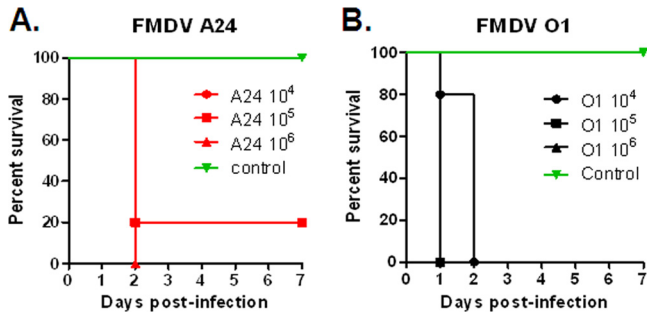 A.
FMDV A24
Percent survival
100
80
60
40
20
0
A24 10⁴
A24 10⁵
A24 10⁶
control
0 1 2 3 4 5 6 7
Days post-infection
B.
FMDV O1
Percent survival
100
80
60
40
20
0
O1 10⁴
O1 10⁵
O1 10⁶
Control
0 1 2 3 4 5 6 7
Days post-infection